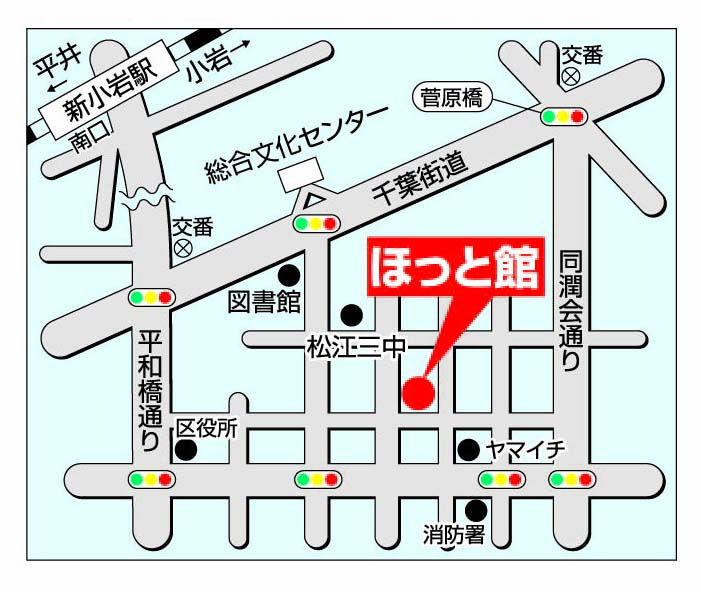 平井
新小岩駅
小岩
南口
交番
菅原橋
総合文化センター
千葉街道
交番
ほっと館
図書館
同潤会通り
松江三中
平和橋通り
区役所
ヤマイチ
消防署